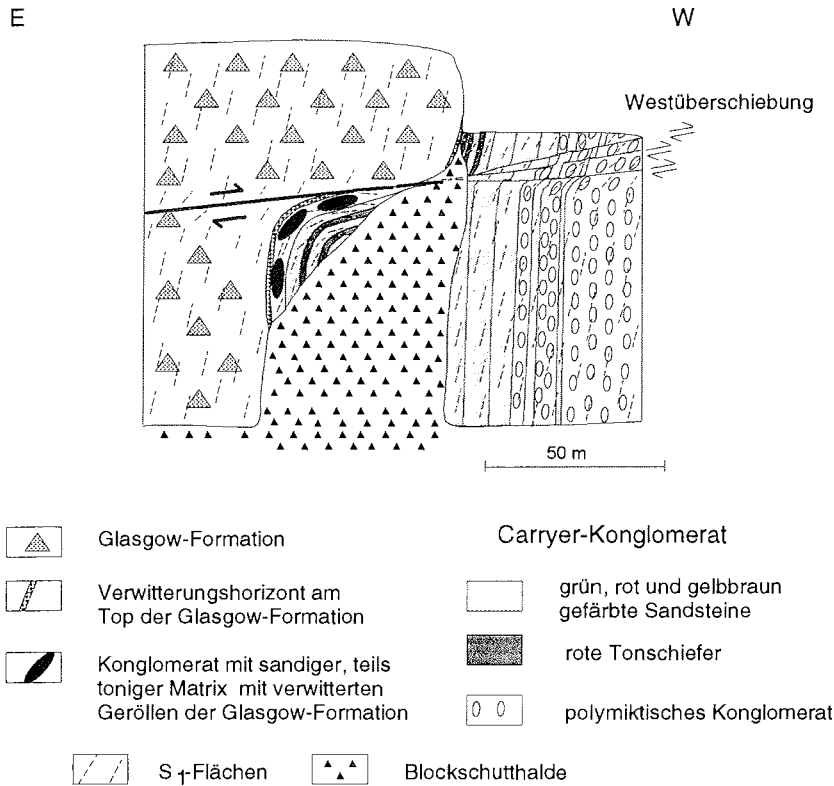 E
W
Westüberschiebung
50 m
Glasgow-Formation
Verwitterungshorizont am
Top der Glasgow-Formation
Konglomerat mit sandiger, teils
toniger Matrix mit verwitterten
Geröllen der Glasgow-Formation
Carryer-Konglomerat
grün, rot und gelbbraun
gefärbte Sandsteine
rote Tonschiefer
polymiktisches Konglomerat
S1-Flächen
Blockschutthalde